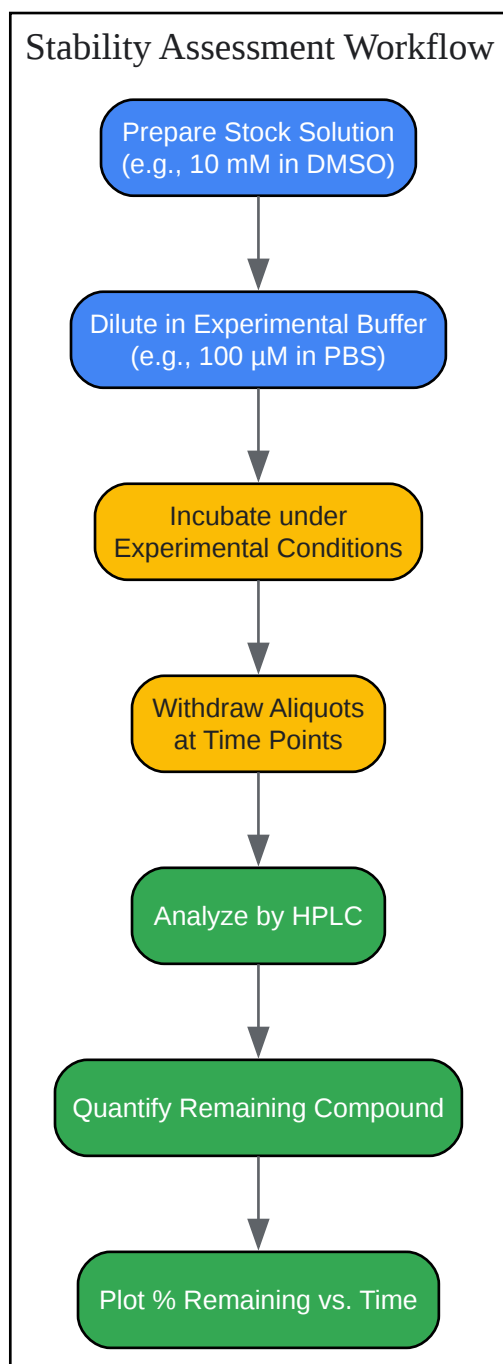 Stability Assessment Workflow
Prepare Stock Solution
(e.g., 10 mM in DMSO)
Dilute in Experimental Buffer
(e.g., 100 µM in PBS)
Incubate under
Experimental Conditions
Withdraw Aliquots
at Time Points
Analyze by HPLC
Quantify Remaining Compound
Plot % Remaining vs. Time